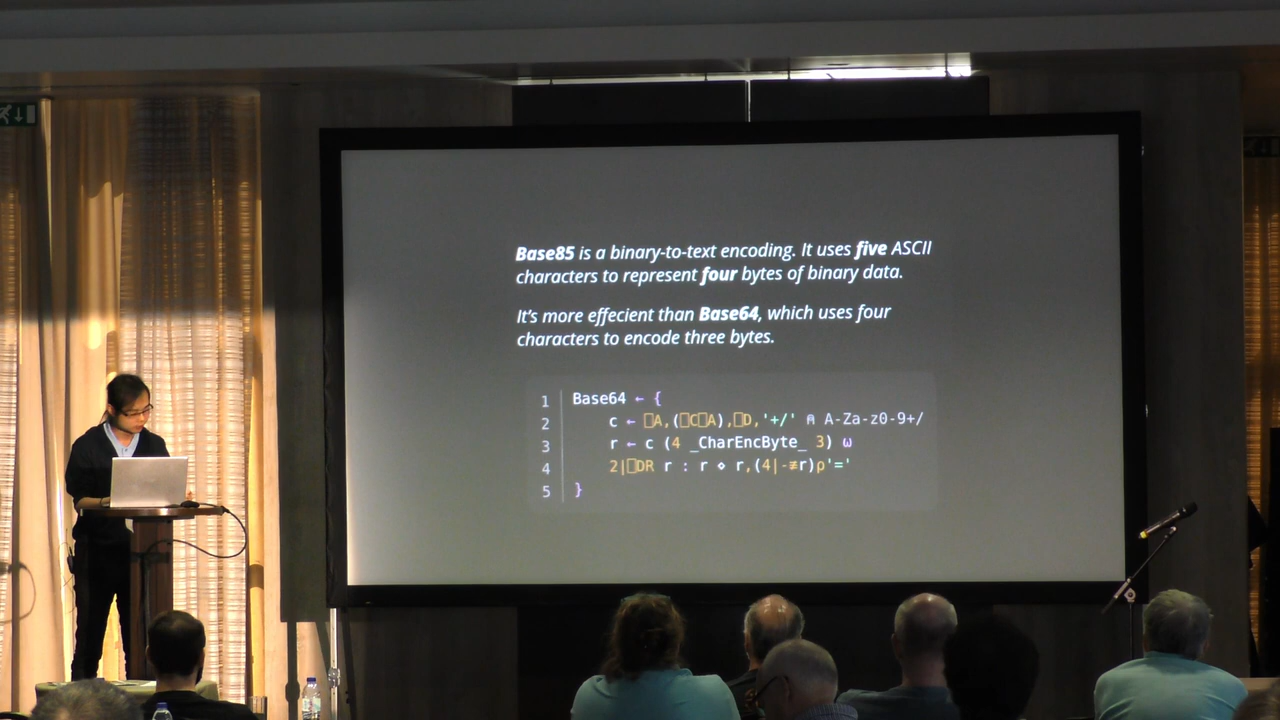 Base85 is a binary-to-text encoding. It uses five ASCII
characters to represent four bytes of binary data.
It's more effecient than Base64, which uses four
characters to encode three bytes.
1 Base64 ← {
2 c ← ⎕A,(⎕C⎕A),⎕D,'+/' ⍝ A-Za-z0-9+/
3 r ← c (4 _CharEncByte_ 3) ⍵
4 2|⎕DR r : r ⋄ r,(4|-≢r)⍴'='
5 }